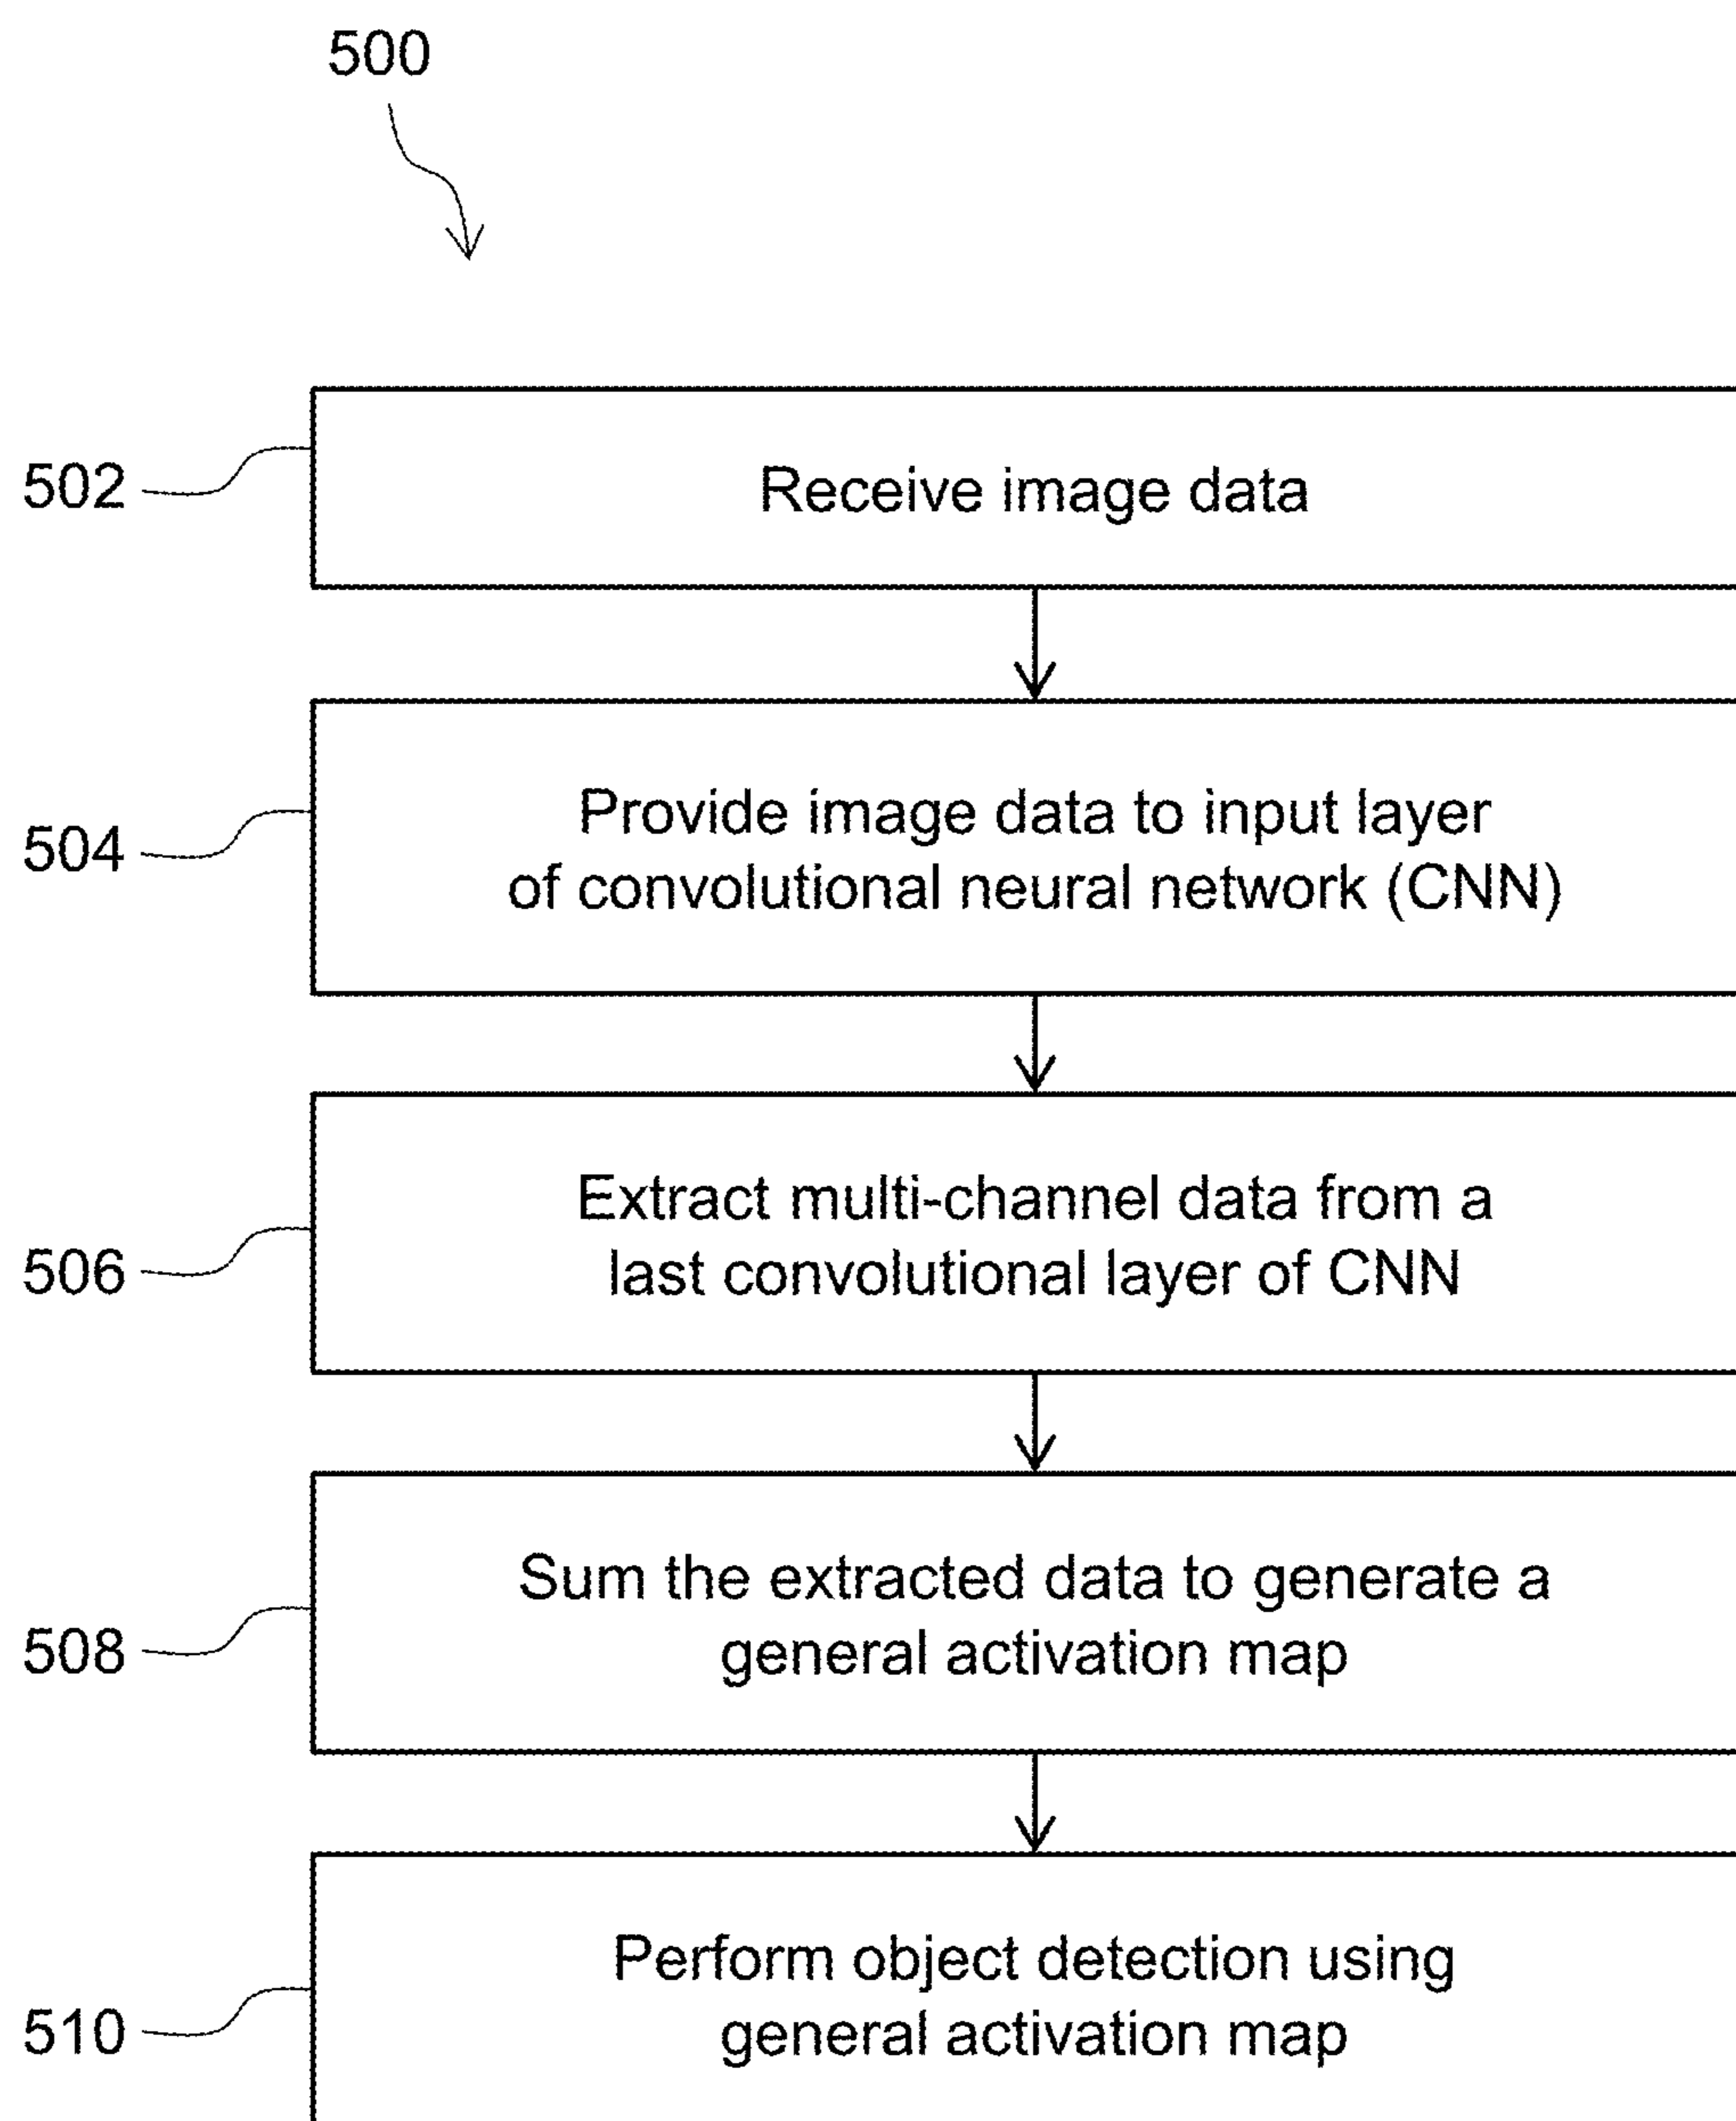 500
502
Receive image data
504
Provide image data to input layer
of convolutional neural network (CNN)
506
Extract multi-channel data from a
last convolutional layer of CNN
508
Sum the extracted data to generate a
general activation map
510
Perform object detection using
general activation map